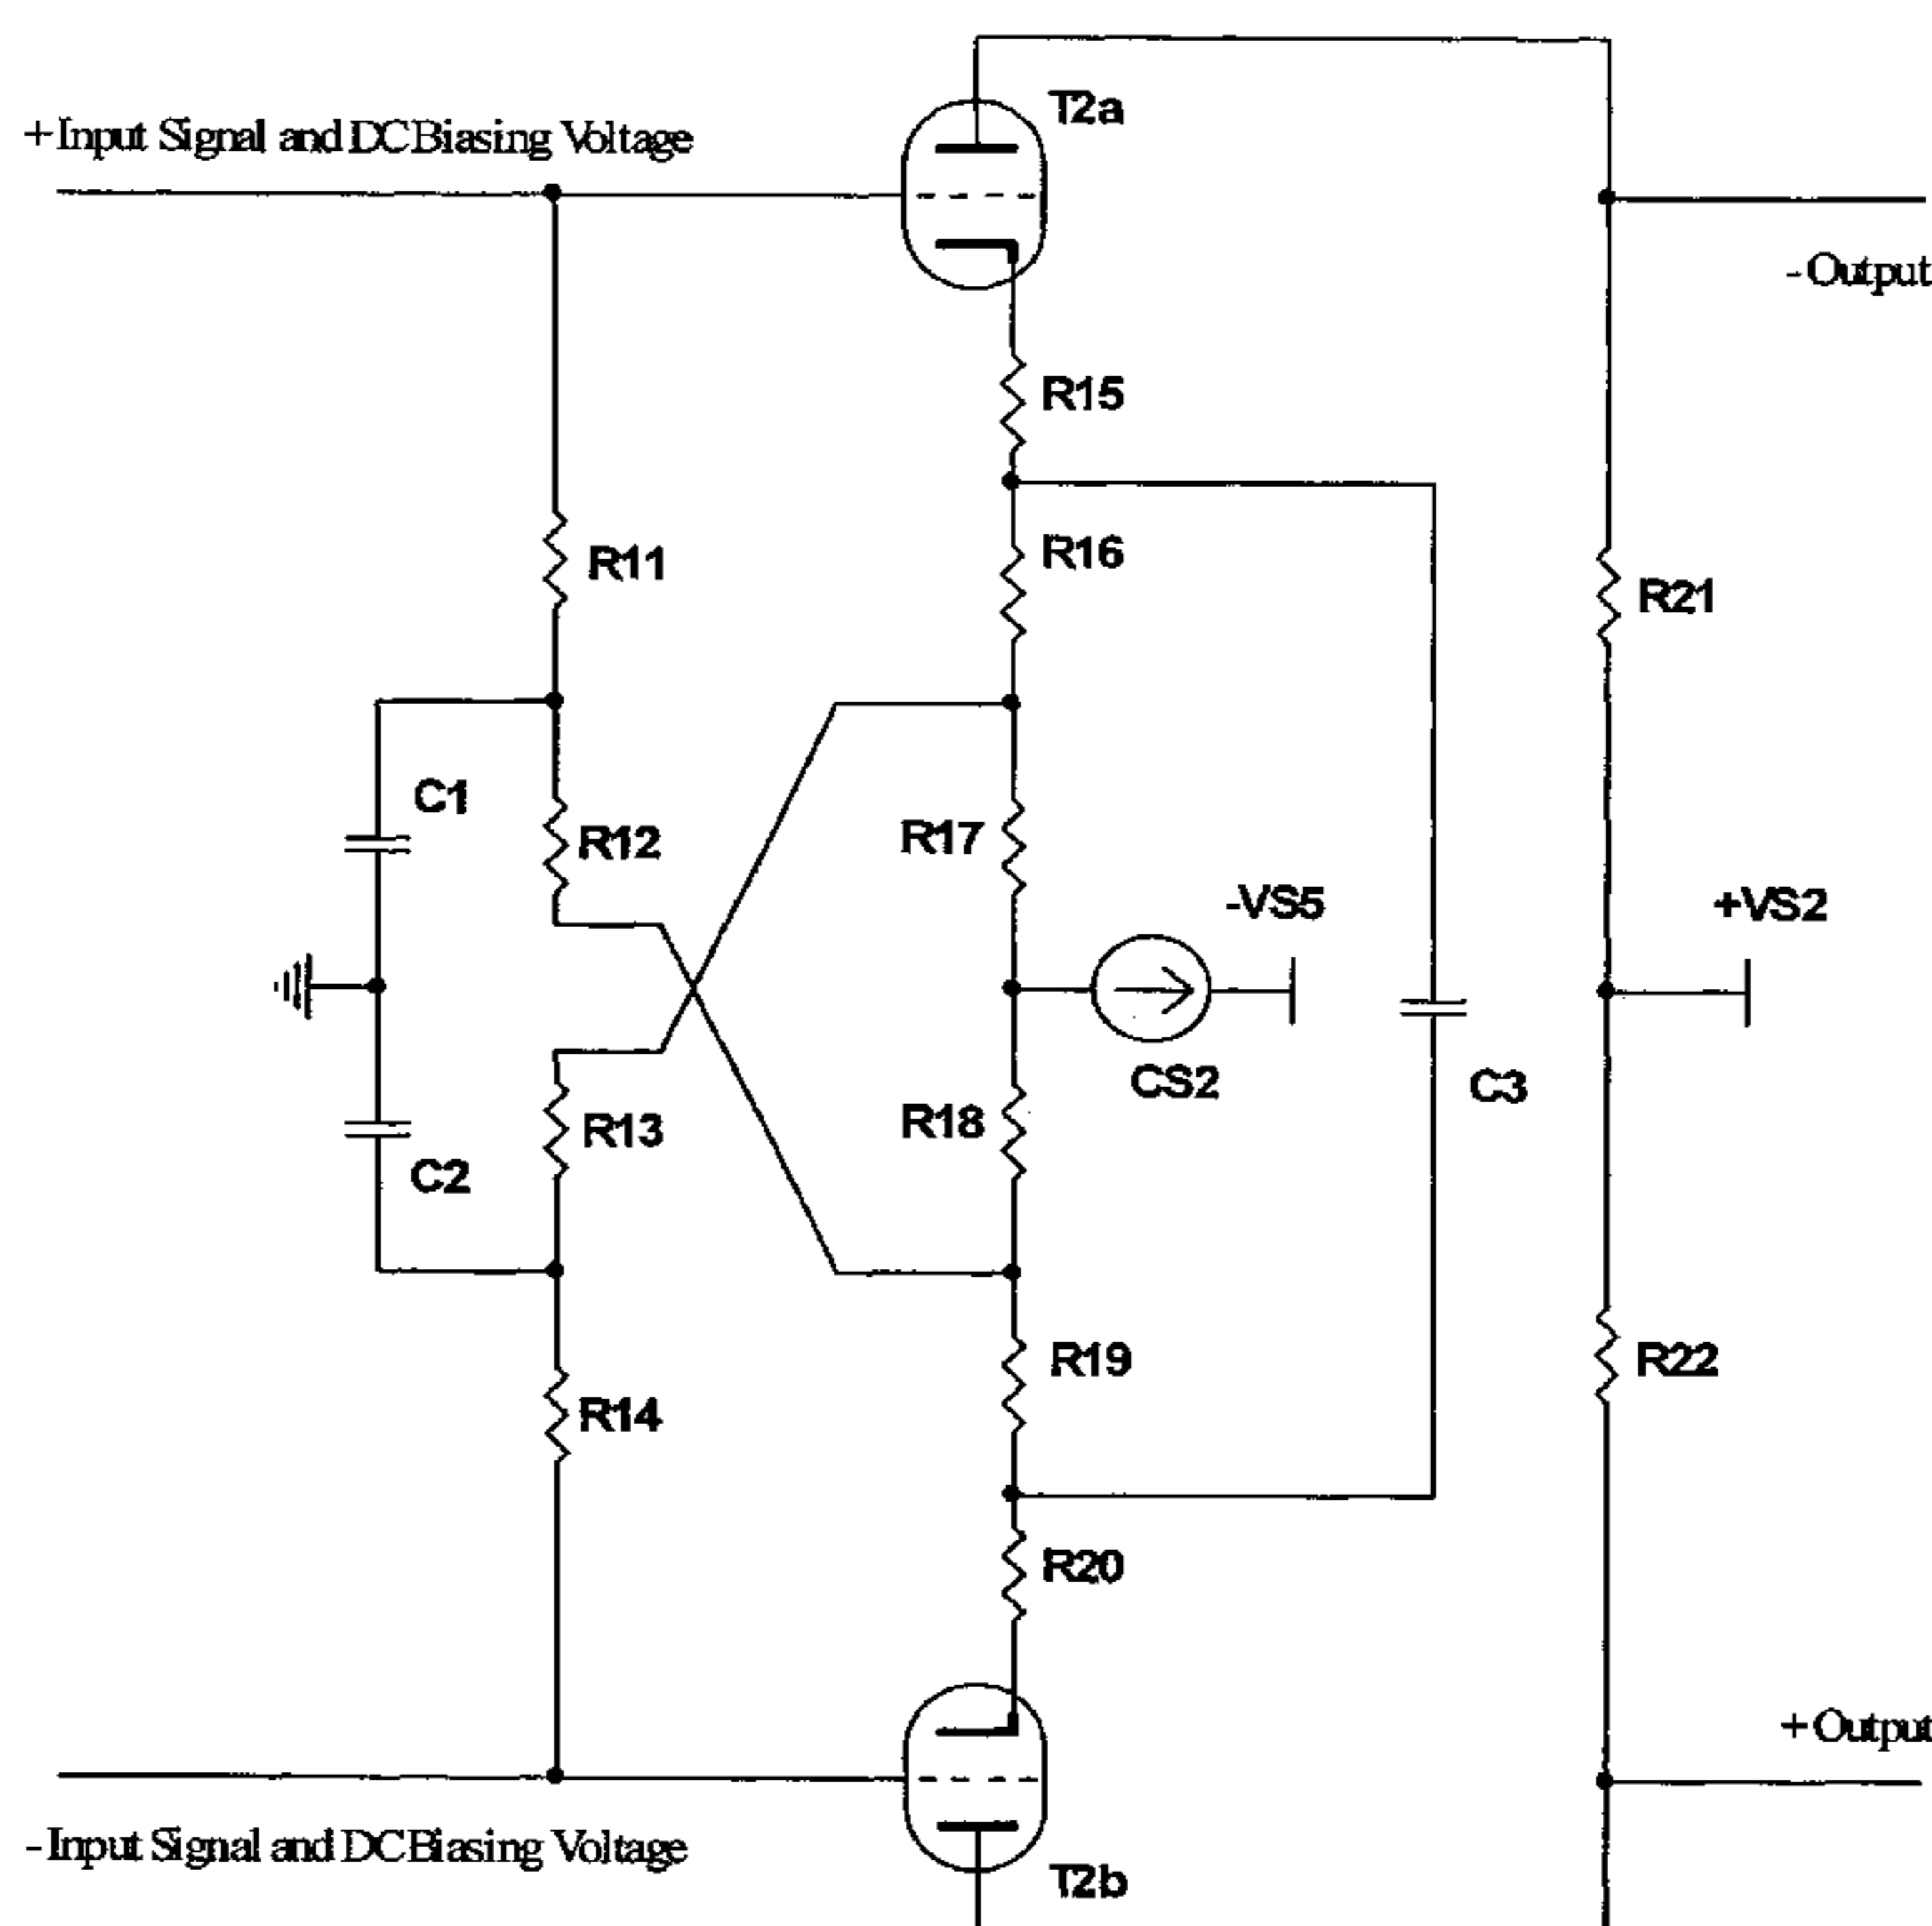 T2a
+Input Signal and DC Biasing Voltage
-Output
R15
R16
R11
R21
C1
R12
R17
-VS5
+VS2
CS2
C3
R13
R18
C2
R19
R22
R14
R20
+Output
-Input Signal and DC Biasing Voltage
T2b